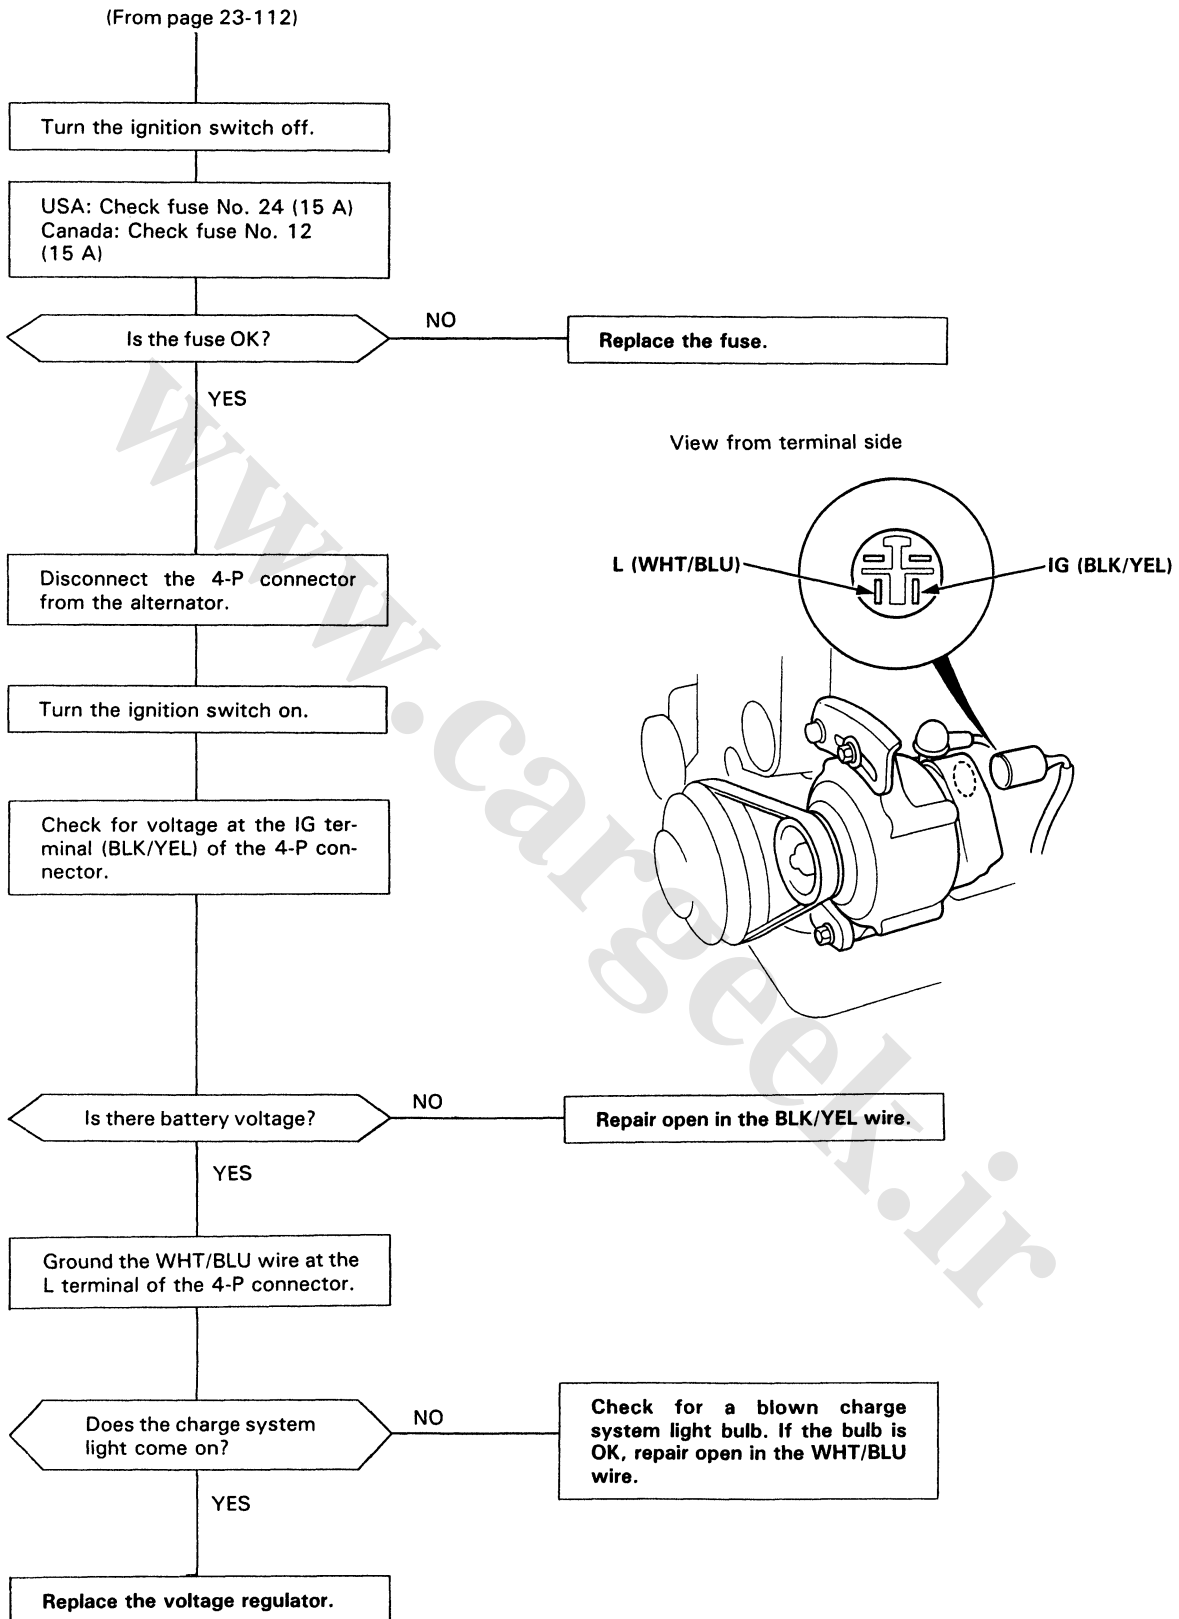 (From page 23-112)
Turn the ignition switch off.
USA: Check fuse No. 24 (15 A)
Canada: Check fuse No. 12
(15 A)
Is the fuse OK?
NO
Replace the fuse.
YES
View from terminal side
L (WHT/BLU)
IG (BLK/YEL)
Disconnect the 4-P connector
from the alternator.
Turn the ignition switch on.
Check for voltage at the IG ter-
minal (BLK/YEL) of the 4-P con-
nector.
Is there battery voltage?
NO
Repair open in the BLK/YEL wire.
YES
Ground the WHT/BLU wire at the
L terminal of the 4-P connector.
Does the charge system
light come on?
NO
Check for a blown charge
system light bulb. If the bulb is
OK, repair open in the WHT/BLU
wire.
YES
Replace the voltage regulator.
www.cargeek.ir